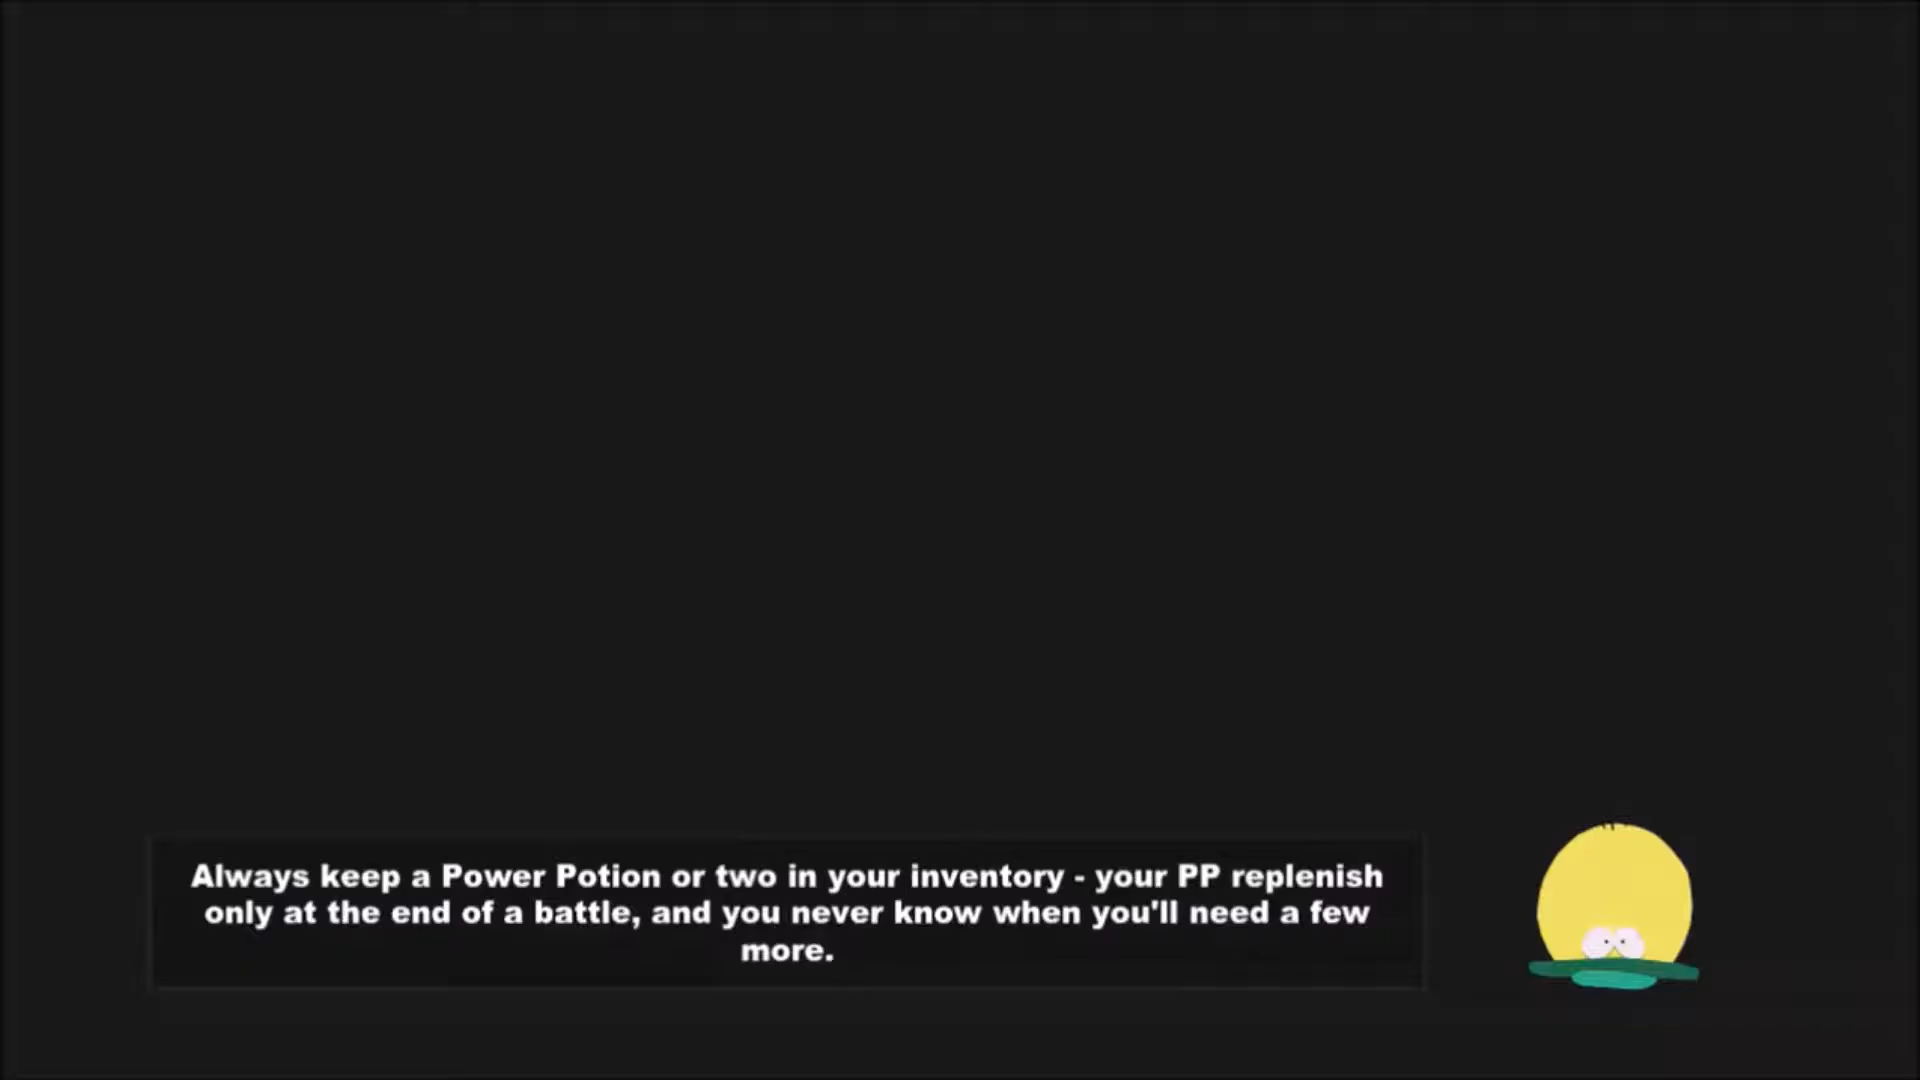 Always keep a Power Potion or two in your inventory - your PP replenish
only at the end of a battle, and you never know when you'll need a few
more.